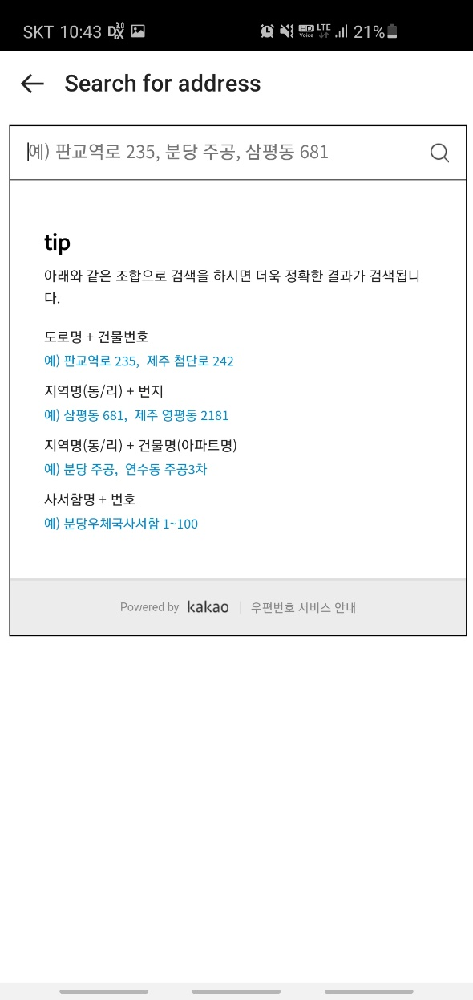 SKT 10:43
HD Voice LTE 21%
Search for address
예) 판교역로 235, 분당 주공, 삼평동 681
tip
아래와 같은 조합으로 검색을 하시면 더욱 정확한 결과가 검색됩니
다.
도로명 + 건물번호
예) 판교역로 235, 제주 첨단로 242
지역명(동/리) + 번지
예) 삼평동 681, 제주 영평동 2181
지역명(동/리) + 건물명(아파트명)
예) 분당 주공, 연수동 주공3차
사서함명 + 번호
예) 분당우체국사서함 1~100
Powered by kakao 우편번호 서비스 안내